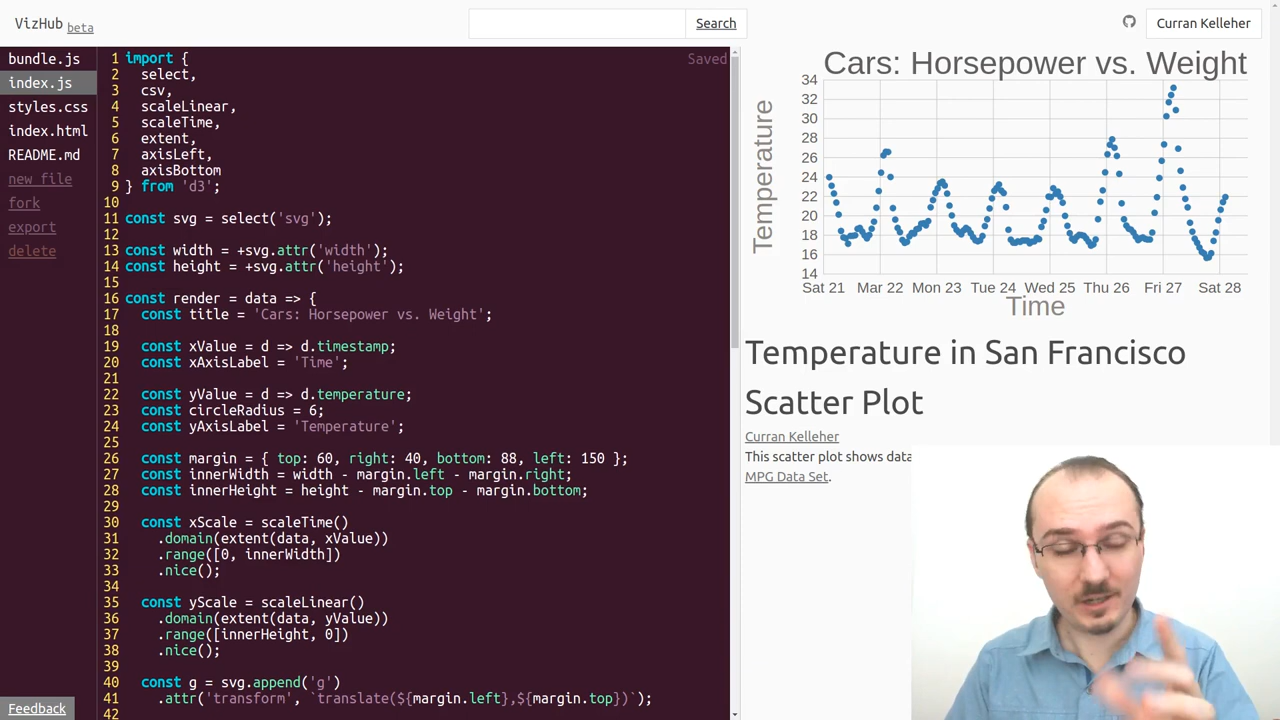 VizHub beta
Search
Curran Kelleher
bundle.js
index.js
styles.css
index.html
README.md
new file
fork
export
delete
Feedback
Saved
1 import {
2 select,
3 csv,
4 scaleLinear,
5 scaleTime,
6 extent,
7 axisLeft,
8 axisBottom
9 } from 'd3';
10
11 const svg = select('svg');
12
13 const width = +svg.attr('width');
14 const height = +svg.attr('height');
15
16 const render = data => {
17 const title = 'Cars: Horsepower vs. Weight';
18
19 const xValue = d => d.timestamp;
20 const xAxisLabel = 'Time';
21
22 const yValue = d => d.temperature;
23 const circleRadius = 6;
24 const yAxisLabel = 'Temperature';
25
26 const margin = { top: 60, right: 40, bottom: 88, left: 150 };
27 const innerWidth = width - margin.left - margin.right;
28 const innerHeight = height - margin.top - margin.bottom;
29
30 const xScale = scaleTime()
31 .domain(extent(data, xValue))
32 .range([0, innerWidth])
33 .nice();
34
35 const yScale = scaleLinear()
36 .domain(extent(data, yValue))
37 .range([innerHeight, 0])
38 .nice();
39
40 const g = svg.append('g')
41 .attr('transform', `translate(${margin.left},${margin.top})`);
42
Cars: Horsepower vs. Weight
Temperature
34
32
30
28
26
24
22
20
18
16
14
Sat 21 Mar 22 Mon 23 Tue 24 Wed 25 Thu 26 Fri 27 Sat 28
Time
Temperature in San Francisco
Scatter Plot
Curran Kelleher
This scatter plot shows data
MPG Data Set.